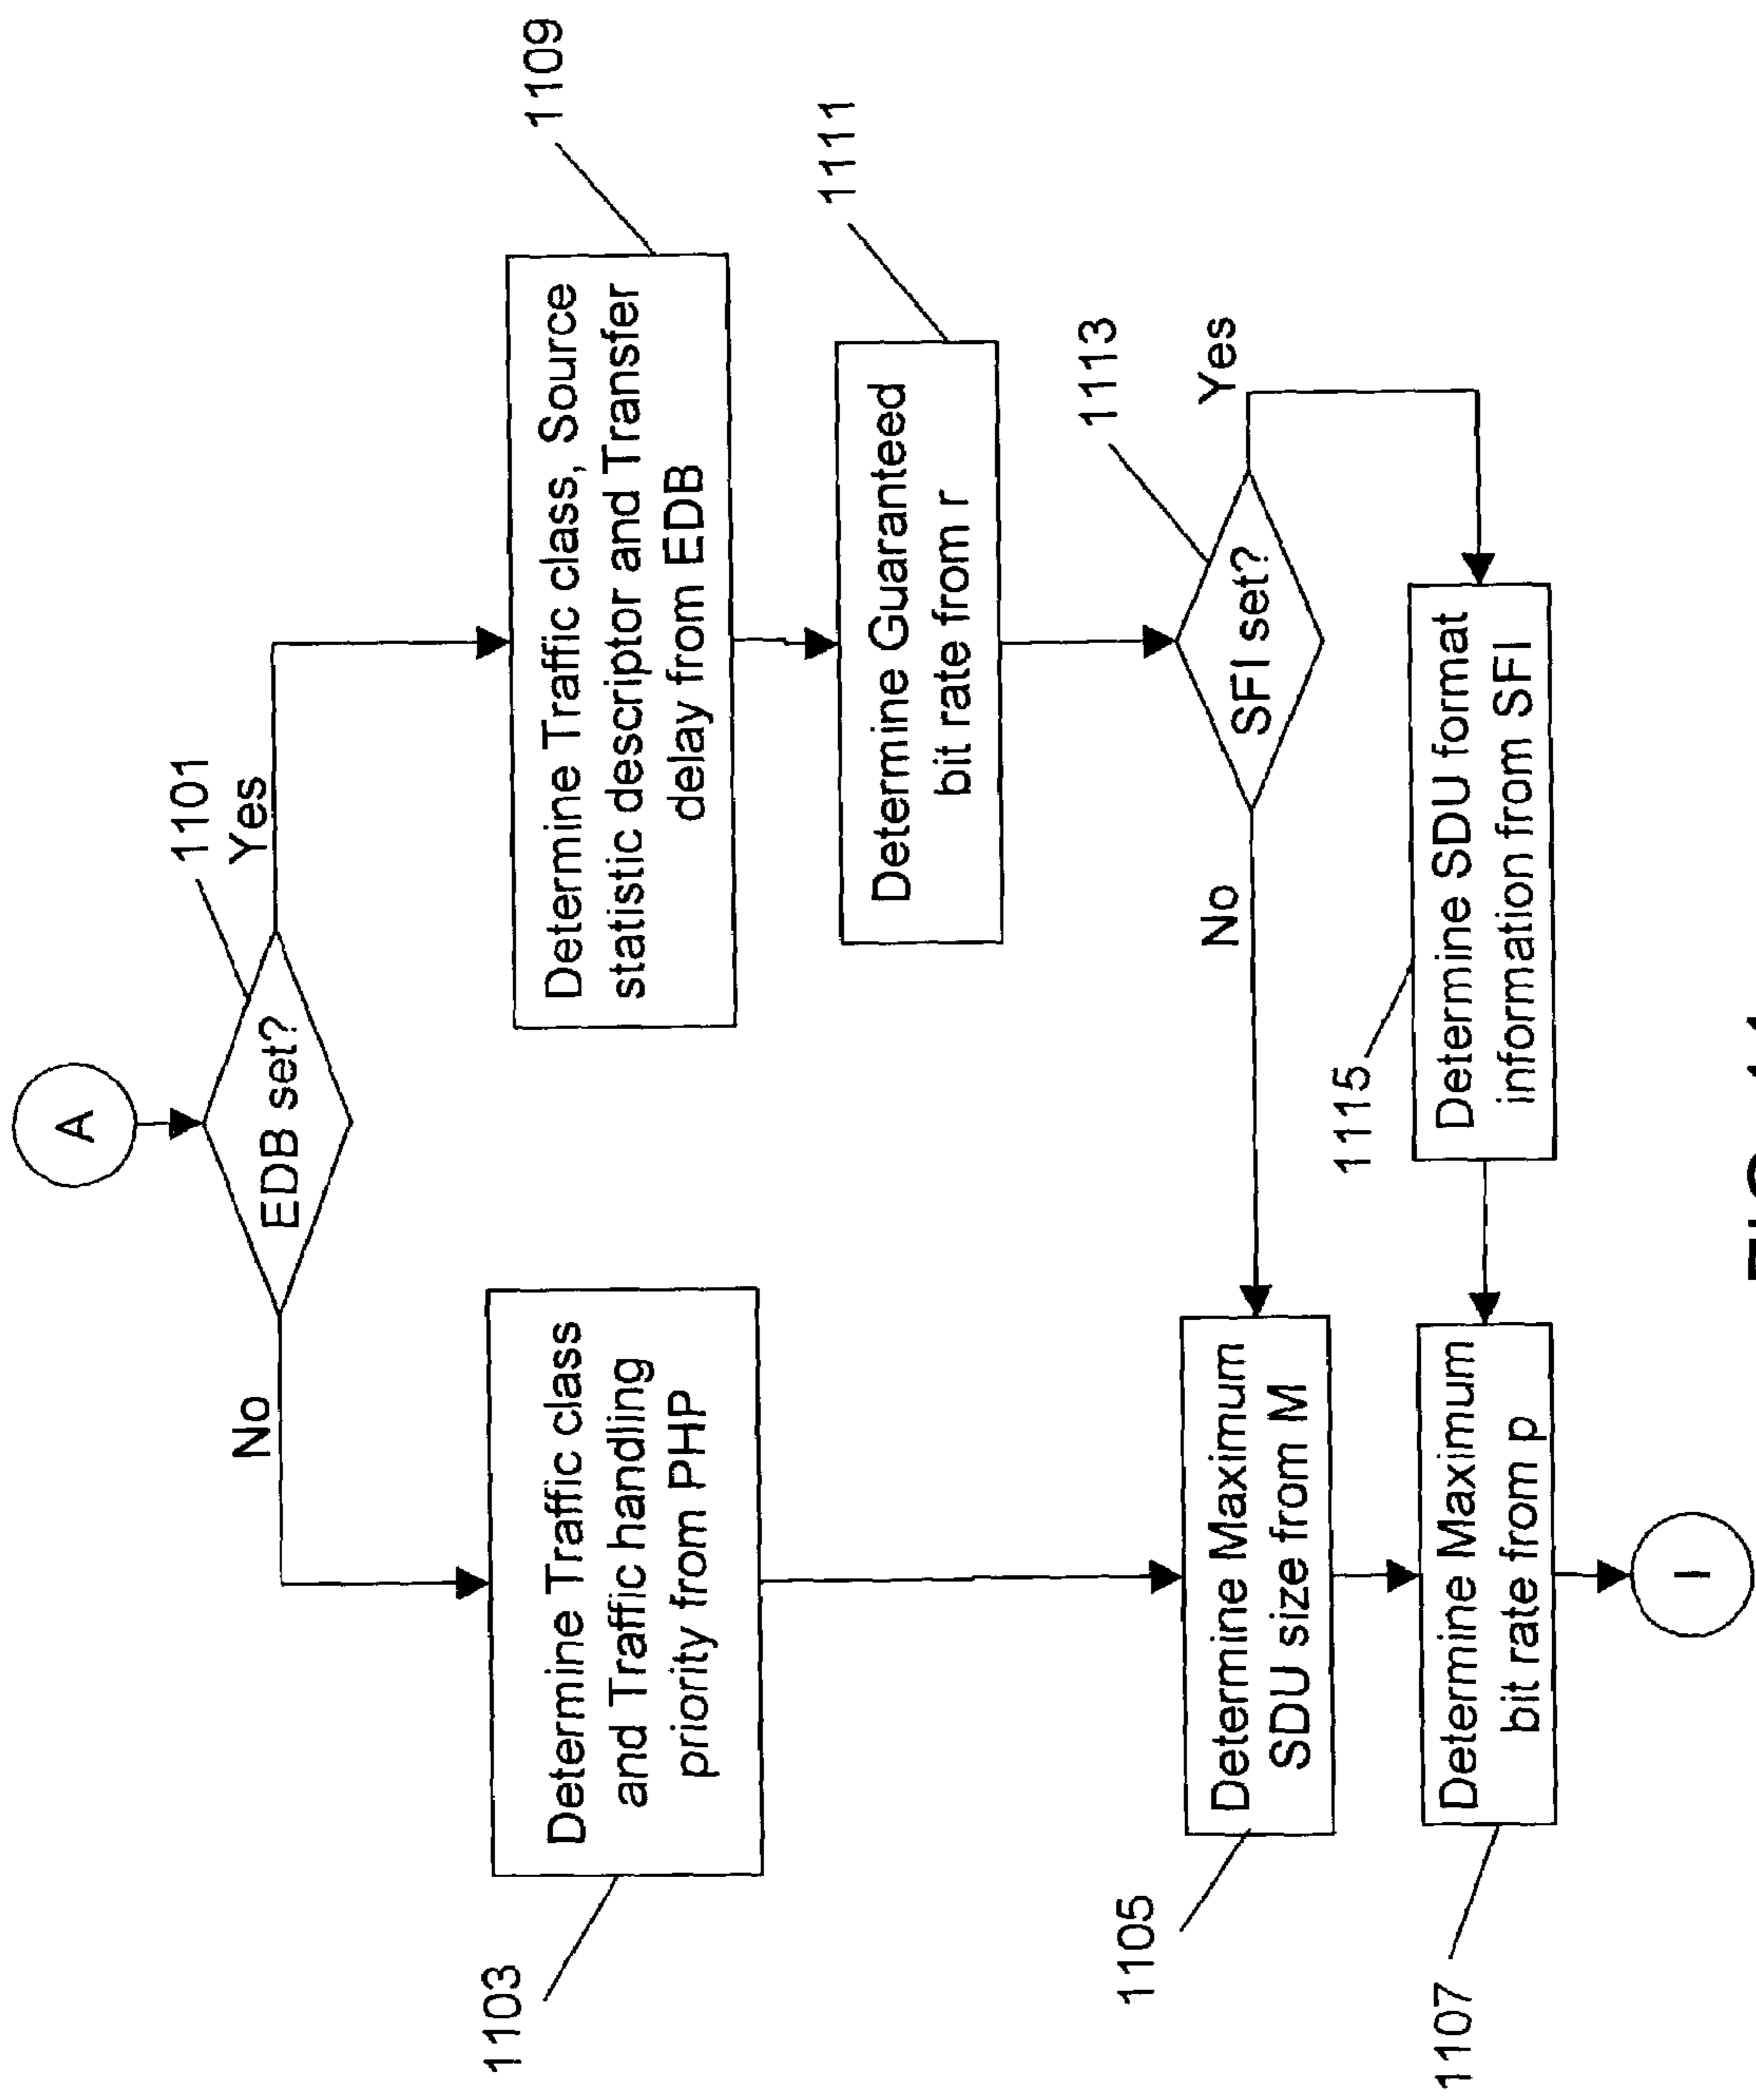 A
1101
EDB set?
Yes
No
1109
Determine Traffic class, Source
statistic descriptor and Transfer
delay from EDB
Determine Traffic class
and Traffic handling
priority from PHP
1103
1111
Determine Guaranteed
bit rate from r
1113
SFI set?
Yes
No
Determine Maximum
SDU size from M
1105
1115
Determine SDU format
information from SFI
Determine Maximum
bit rate from p
1107
I